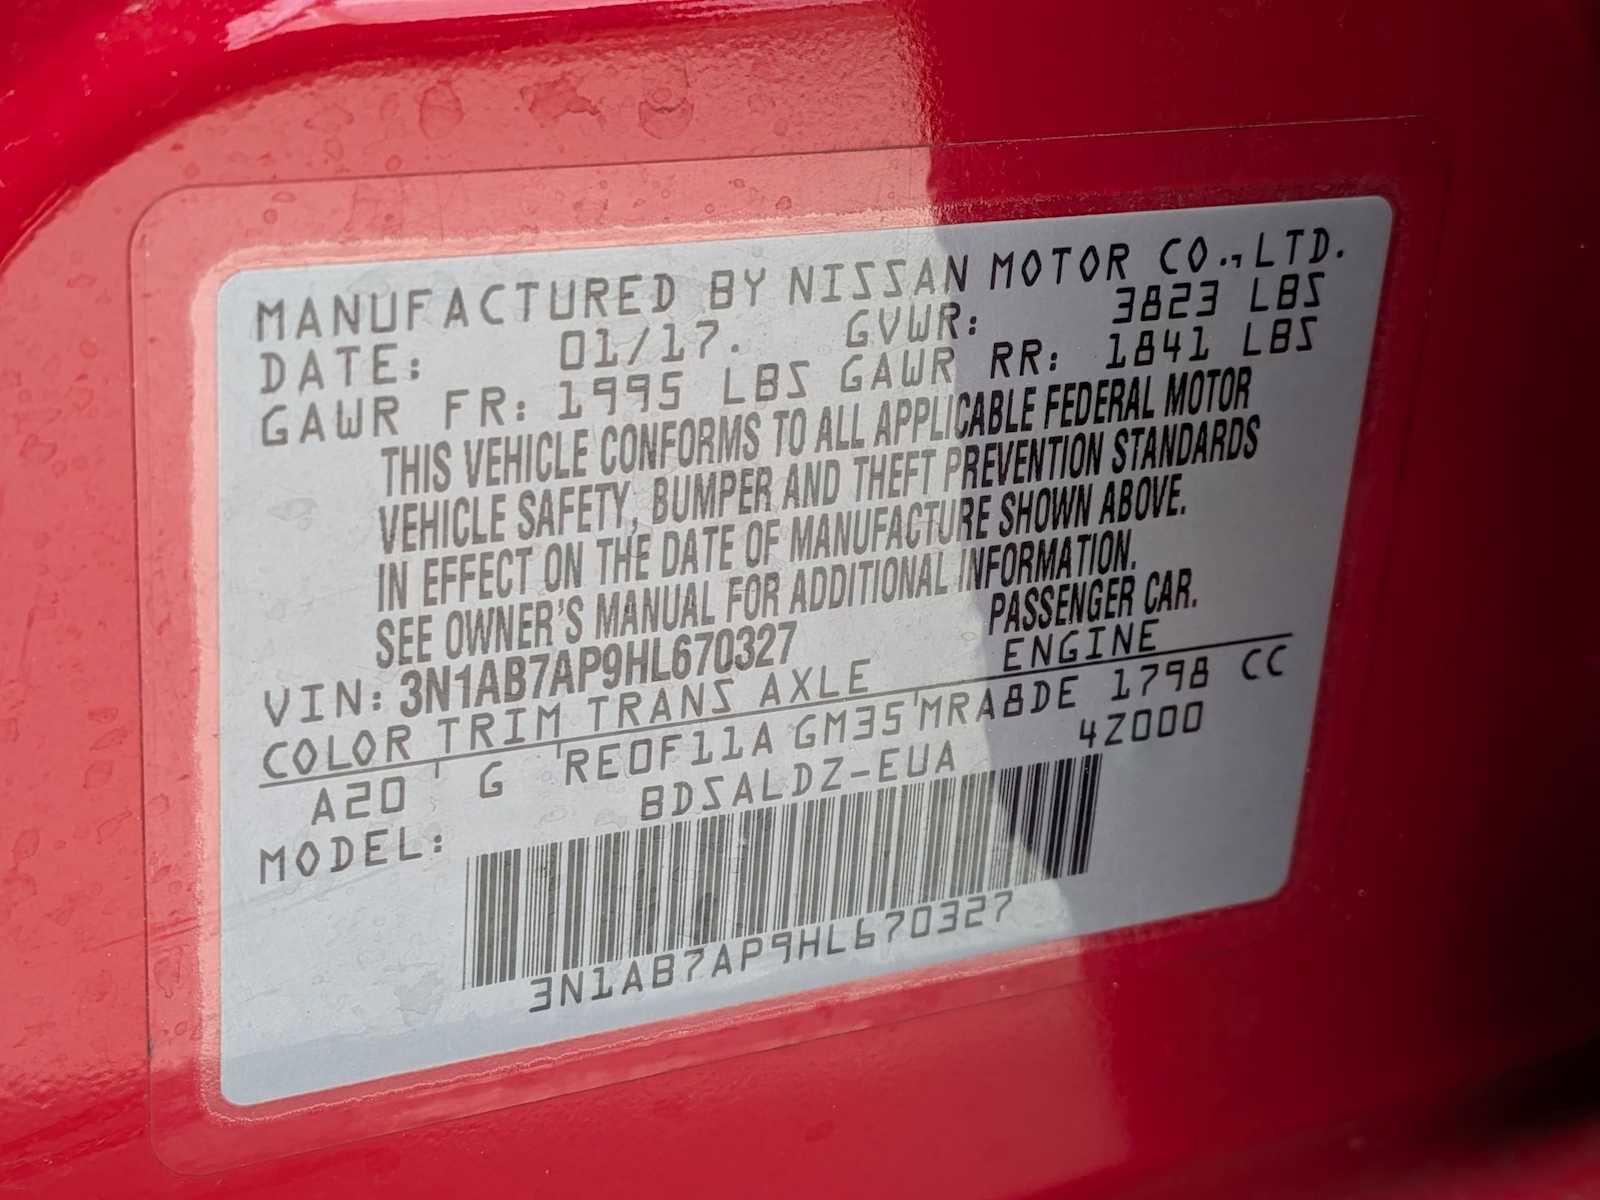 MANUFACTURED BY NISSAN MOTOR CO.,LTD.
DATE: 01/17. GVWR: 3823 LBS
GAWR FR: 1995 LBS GAWR RR: 1841 LBS
THIS VEHICLE CONFORMS TO ALL APPLICABLE FEDERAL MOTOR
VEHICLE SAFETY, BUMPER AND THEFT PREVENTION STANDARDS
IN EFFECT ON THE DATE OF MANUFACTURE SHOWN ABOVE.
SEE OWNER'S MANUAL FOR ADDITIONAL INFORMATION.
VIN: 3N1AB7AP9HL670327 PASSENGER CAR.
COLOR TRIM TRANS AXLE ENGINE
A20 G RE0F11A GM35 MRA8DE 1798 CC
MODEL: BDSALDZ-EUA 4Z000
3N1AB7AP9HL670327